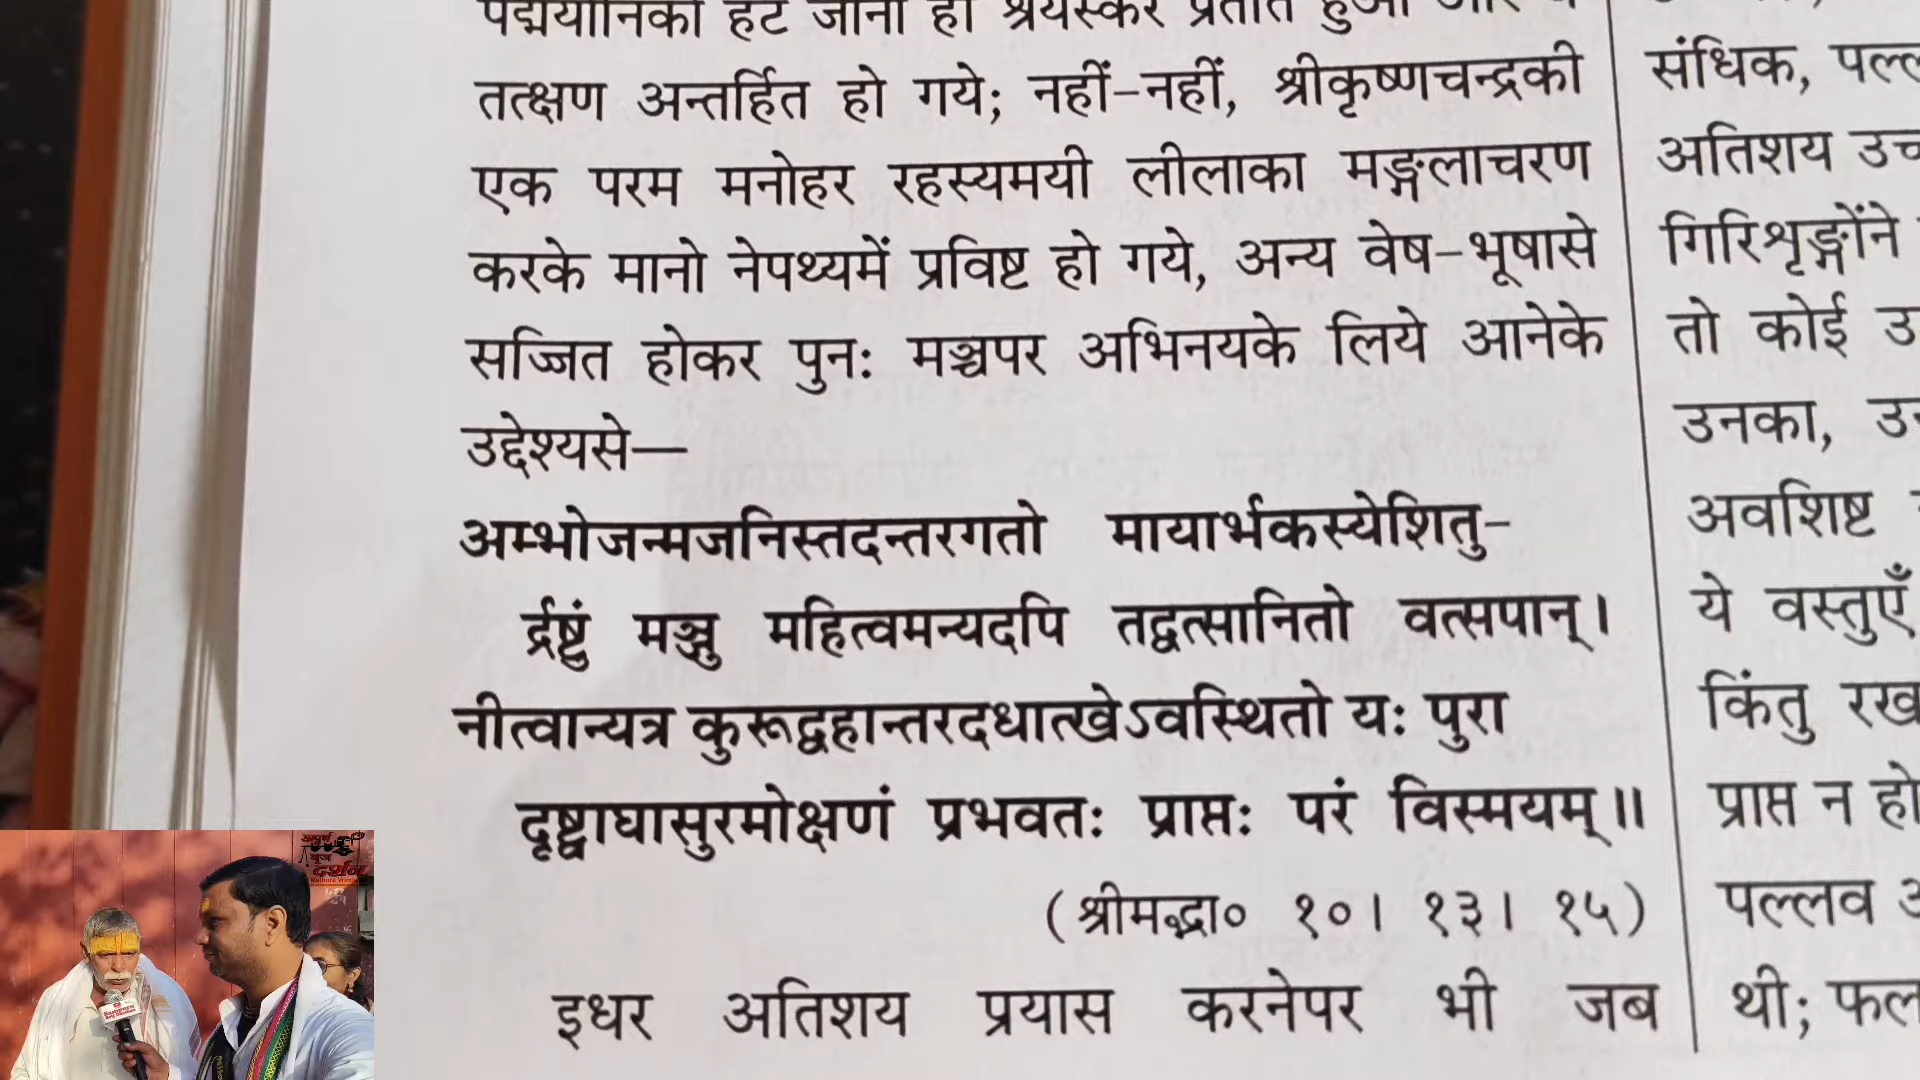 तत्क्षण अन्तर्हित हो गये; नहीं-नहीं, श्रीकृष्णचन्द्रकी
एक परम मनोहर रहस्यमयी लीलाका मङ्गलाचरण
करके मानो नेपथ्यमें प्रविष्ट हो गये, अन्य वेष-भूषासे
सज्जित होकर पुनः मञ्चपर अभिनयके लिये आनेके
उद्देश्यसे—
अम्भोजन्मजनिस्तदन्तरगतो मायार्भकस्येशितु-
र्द्रष्टुं मञ्जु महित्वमन्यदपि तद्वत्सानितो वत्सपान्।
नीत्वान्यत्र कुरूद्वहान्तरदधात्खेऽवस्थितो यः पुरा
दृष्ट्वाघासुरमोक्षणं प्रभवतः प्राप्तः परं विस्मयम्॥
(श्रीमद्भा० १०। १३। १५)
इधर अतिशय प्रयास करनेपर भी जब
संधिक,
अतिशय
गिरिशृङ्गोंने
तो कोई
उनका,
अवशिष्ट
ये वस्तुएँ
किंतु
प्राप्त न
पल्लव
थी;
दर्शन